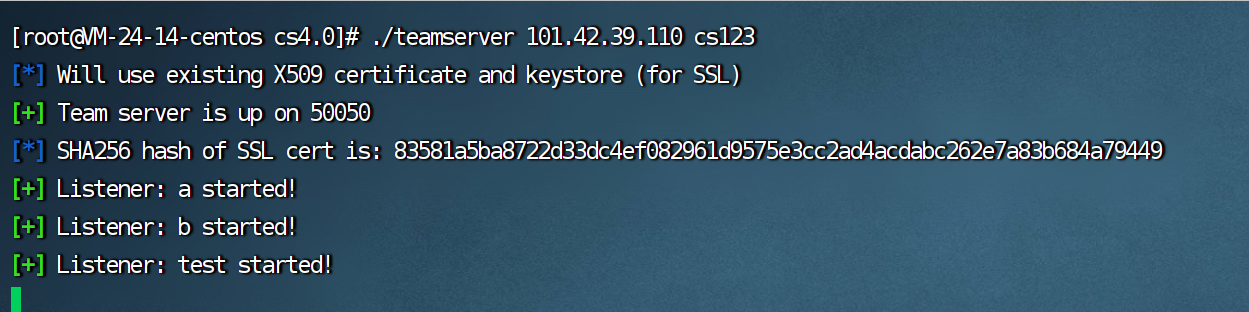 [root@VM-24-14-centos cs4.0]# ./teamserver 101.42.39.110 cs123
[*] Will use existing X509 certificate and keystore (for SSL)
[+] Team server is up on 50050
[*] SHA256 hash of SSL cert is: 83581a5ba8722d33dc4ef082961d9575e3cc2ad4acdabc262e7a83b684a79449
[+] Listener: a started!
[+] Listener: b started!
[+] Listener: test started!